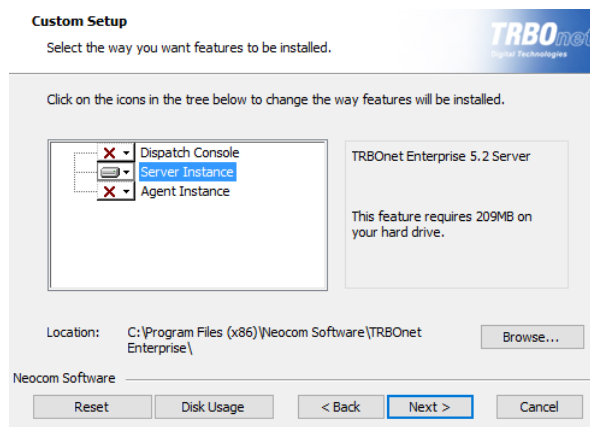 Custom Setup
Select the way you want features to be installed.
TRBOnet
Digital Technologies
Click on the icons in the tree below to change the way features will be installed.
Dispatch Console
Server Instance
Agent Instance
TRBOnet Enterprise 5.2 Server
This feature requires 209MB on
your hard drive.
Location:
C:\Program Files (x86)\Neocom Software\TRBOnet
Enterprise\
Browse...
Neocom Software
Reset
Disk Usage
< Back
Next >
Cancel